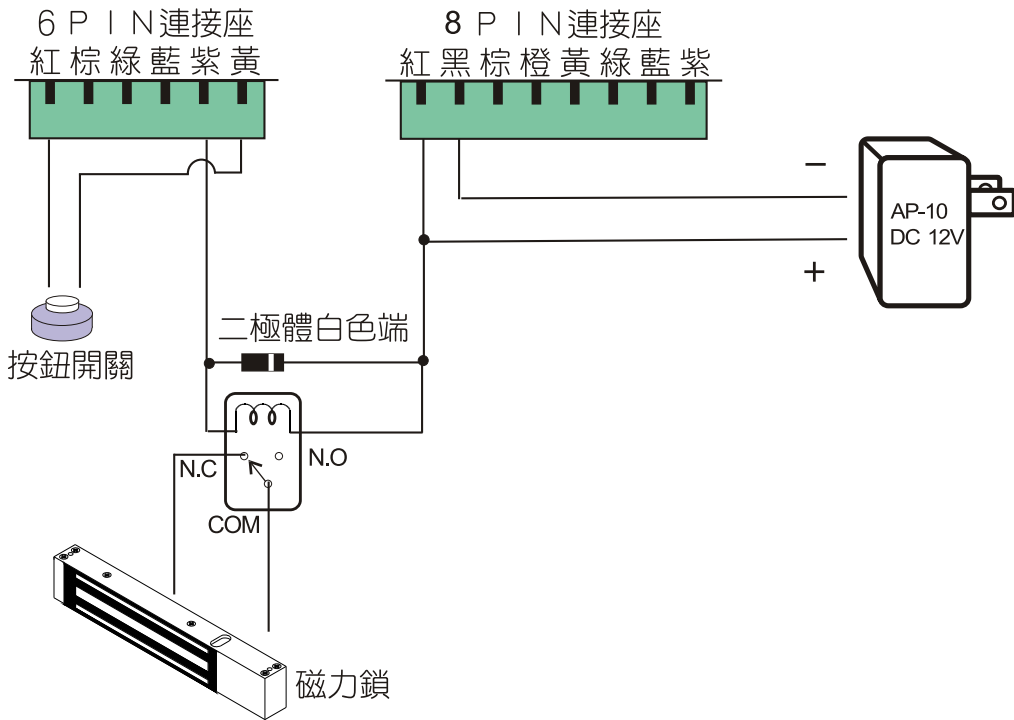 6 P I N連接座
紅 棕 綠 藍 紫 黃
8 P I N連接座
紅 黑 棕 橙 黃 綠 藍 紫
−
AP-10
DC 12V
+
二極體白色端
按鈕開關
N.C
N.O
COM
磁力鎖